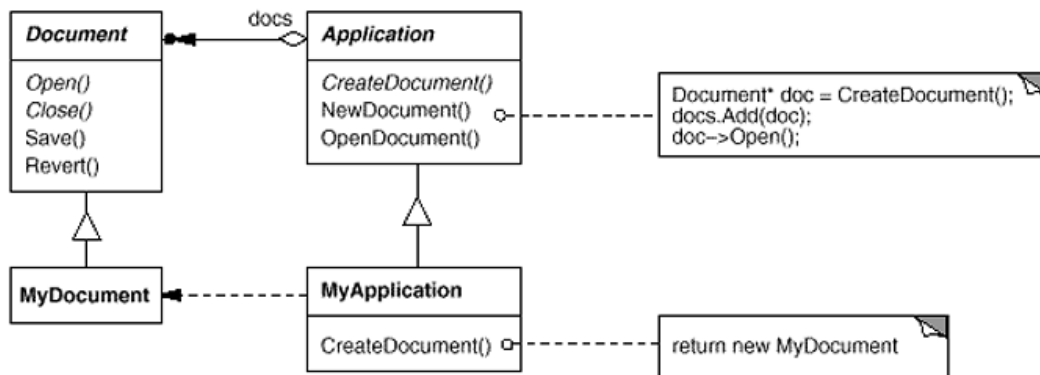 docs
Document
Open()
Close()
Save()
Revert()
Application
CreateDocument()
NewDocument()
OpenDocument()
Document* doc = CreateDocument();
docs.Add(doc);
doc->Open();
MyDocument
MyApplication
CreateDocument()
return new MyDocument